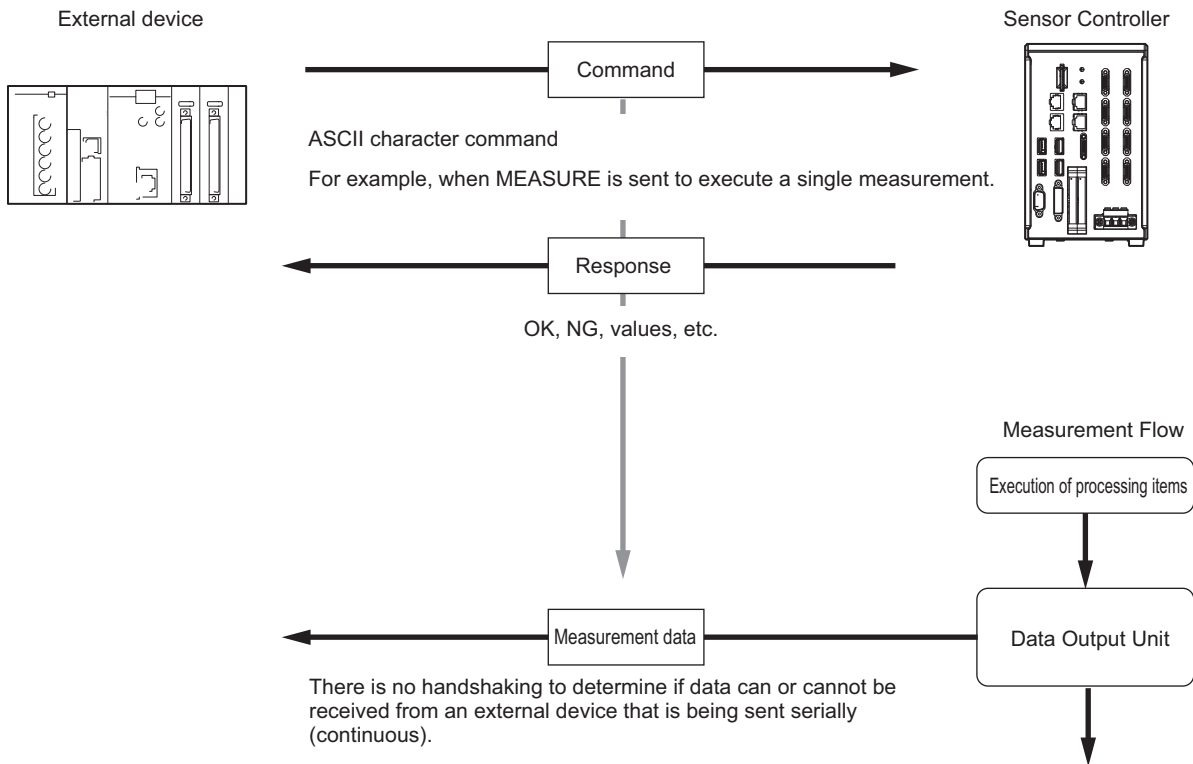 External device
Sensor Controller
Command
ASCII character command
For example, when MEASURE is sent to execute a single measurement.
Response
OK, NG, values, etc.
Measurement Flow
Execution of processing items
Measurement data
Data Output Unit
There is no handshaking to determine if data can or cannot be
received from an external device that is being sent serially
(continuous).